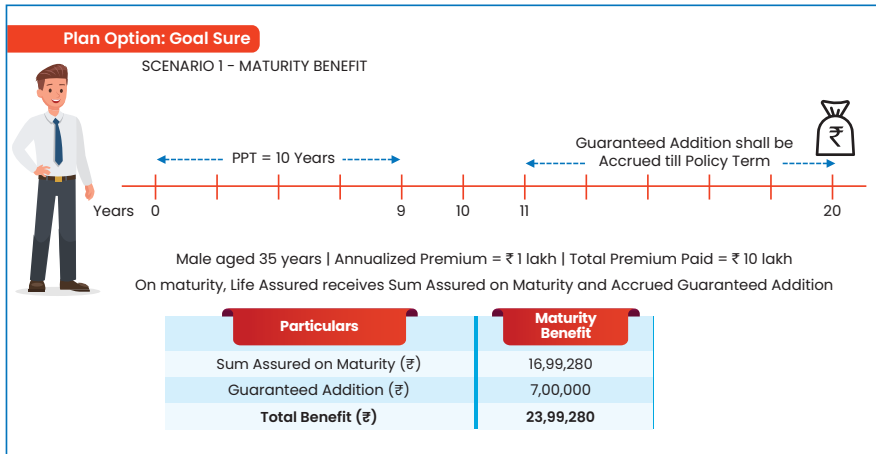 Plan Option: Goal Sure
SCENARIO 1 - MATURITY BENEFIT
₹
PPT = 10 Years
Guaranteed Addition shall be
Accrued till Policy Term
Years 0 9 10 11 20
Male aged 35 years | Annualized Premium = ₹ 1 lakh | Total Premium Paid = ₹ 10 lakh
On maturity, Life Assured receives Sum Assured on Maturity and Accrued Guaranteed Addition
Particulars
Maturity
Benefit
Sum Assured on Maturity (₹) 16,99,280
Guaranteed Addition (₹) 7,00,000
Total Benefit (₹) 23,99,280